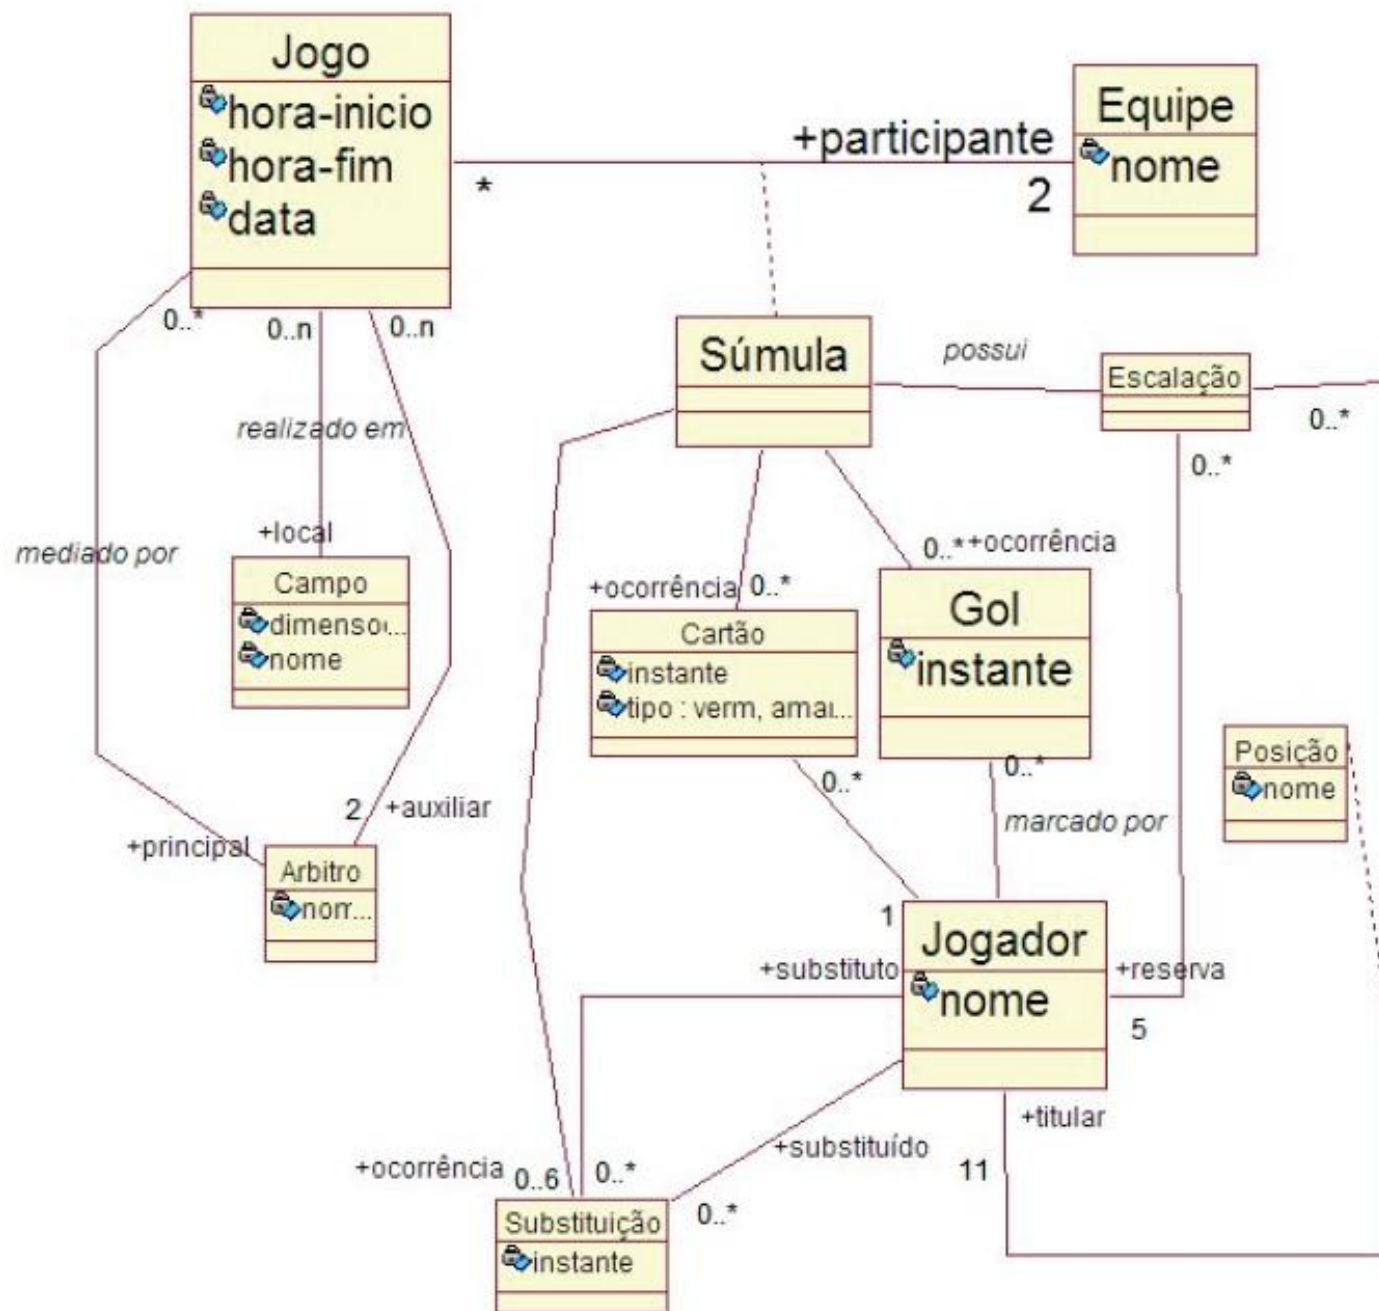 Jogo
hora-inicio
hora-fim
data
Equipe
nome
+participante
*
2
0..*
0..n
0..n
Súmula
possui
Escalação
0..*
0..*
realizado em
mediado por
+local
Campo
dimenso...
nome
+ocorrência
0..*
0..*
+ocorrência
Cartão
instante
tipo : verm, amar...
Gol
instante
Posição
nome
0..*
0..*
marcado por
2
+auxiliar
+principal
Arbitro
nom...
1
Jogador
nome
+substituto
+reserva
5
+titular
11
+substituído
+ocorrência
0..6
0..*
0..*
Substituição
instante